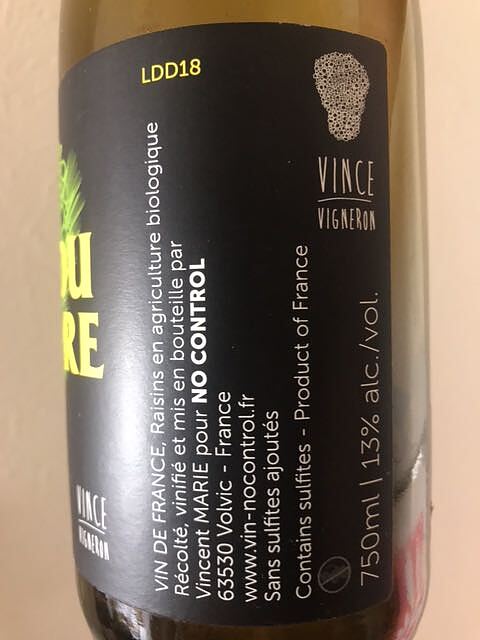 LDD18
VINCE
VIGNERON
OU
RE
VINCE
VIGNERON
VIN DE FRANCE, Raisins en agriculture biologique
Récolté, vinifié et mis en bouteille par
Vincent MARIE pour NO CONTROL
63530 Volvic - France
www.vin-nocontrol.fr
Sans sulfites ajoutés
Contains sulfites - Product of France
750ml | 13% alc./vol.